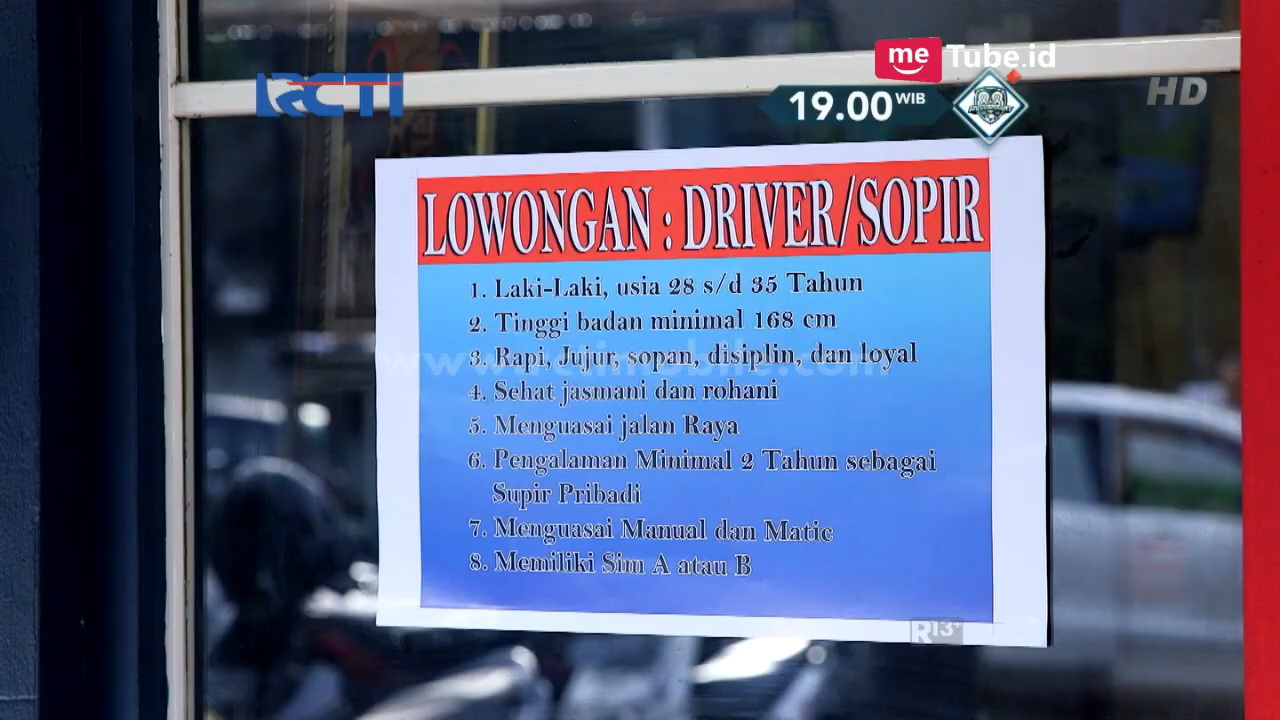 me Tube.id
RCTI
19.00 WIB
HD
LOWONGAN : DRIVER/SOPIR
1. Laki-Laki, usia 28 s/d 35 Tahun
2. Tinggi badan minimal 168 cm
3. Rapi, Jujur, sopan, disiplin, dan loyal
www.rctimobile.com
4. Sehat jasmani dan rohani
5. Menguasai jalan Raya
6. Pengalaman Minimal 2 Tahun sebagai
Supir Pribadi
7. Menguasai Manual dan Matic
8. Memiliki Sim A atau B
R13+